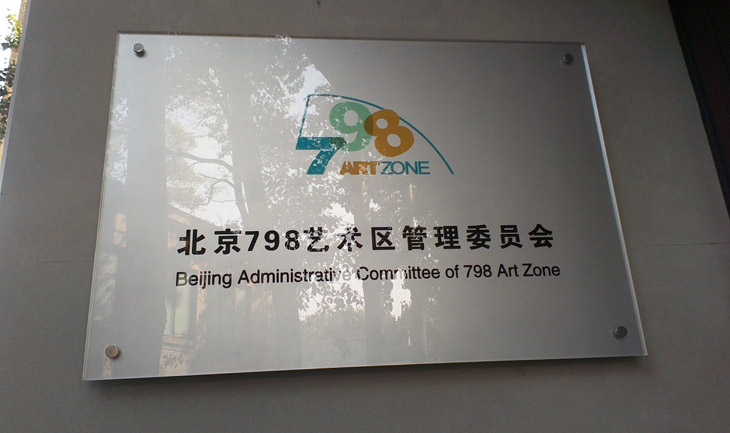 798
ART ZONE
北京798艺术区管理委员会
Beijing Administrative Committee of 798 Art Zone